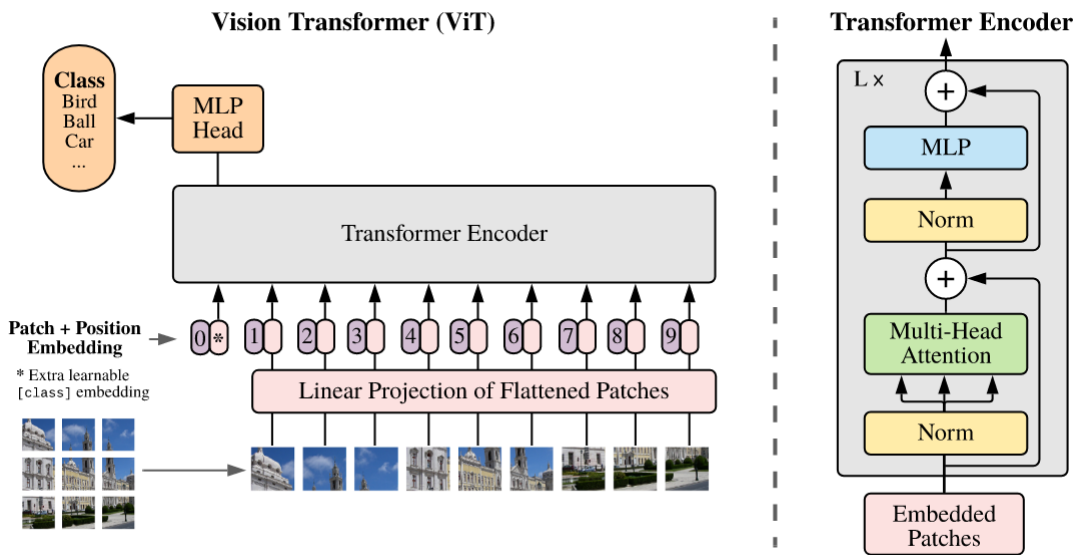 Vision Transformer (ViT)
Class
Bird
Ball
Car
...
MLP
Head
Transformer Encoder
Patch + Position
Embedding
* Extra learnable
[class] embedding
0 *
1
2
3
4
5
6
7
8
9
Linear Projection of Flattened Patches
Transformer Encoder
L ×
+
MLP
Norm
+
Multi-Head
Attention
Norm
Embedded
Patches